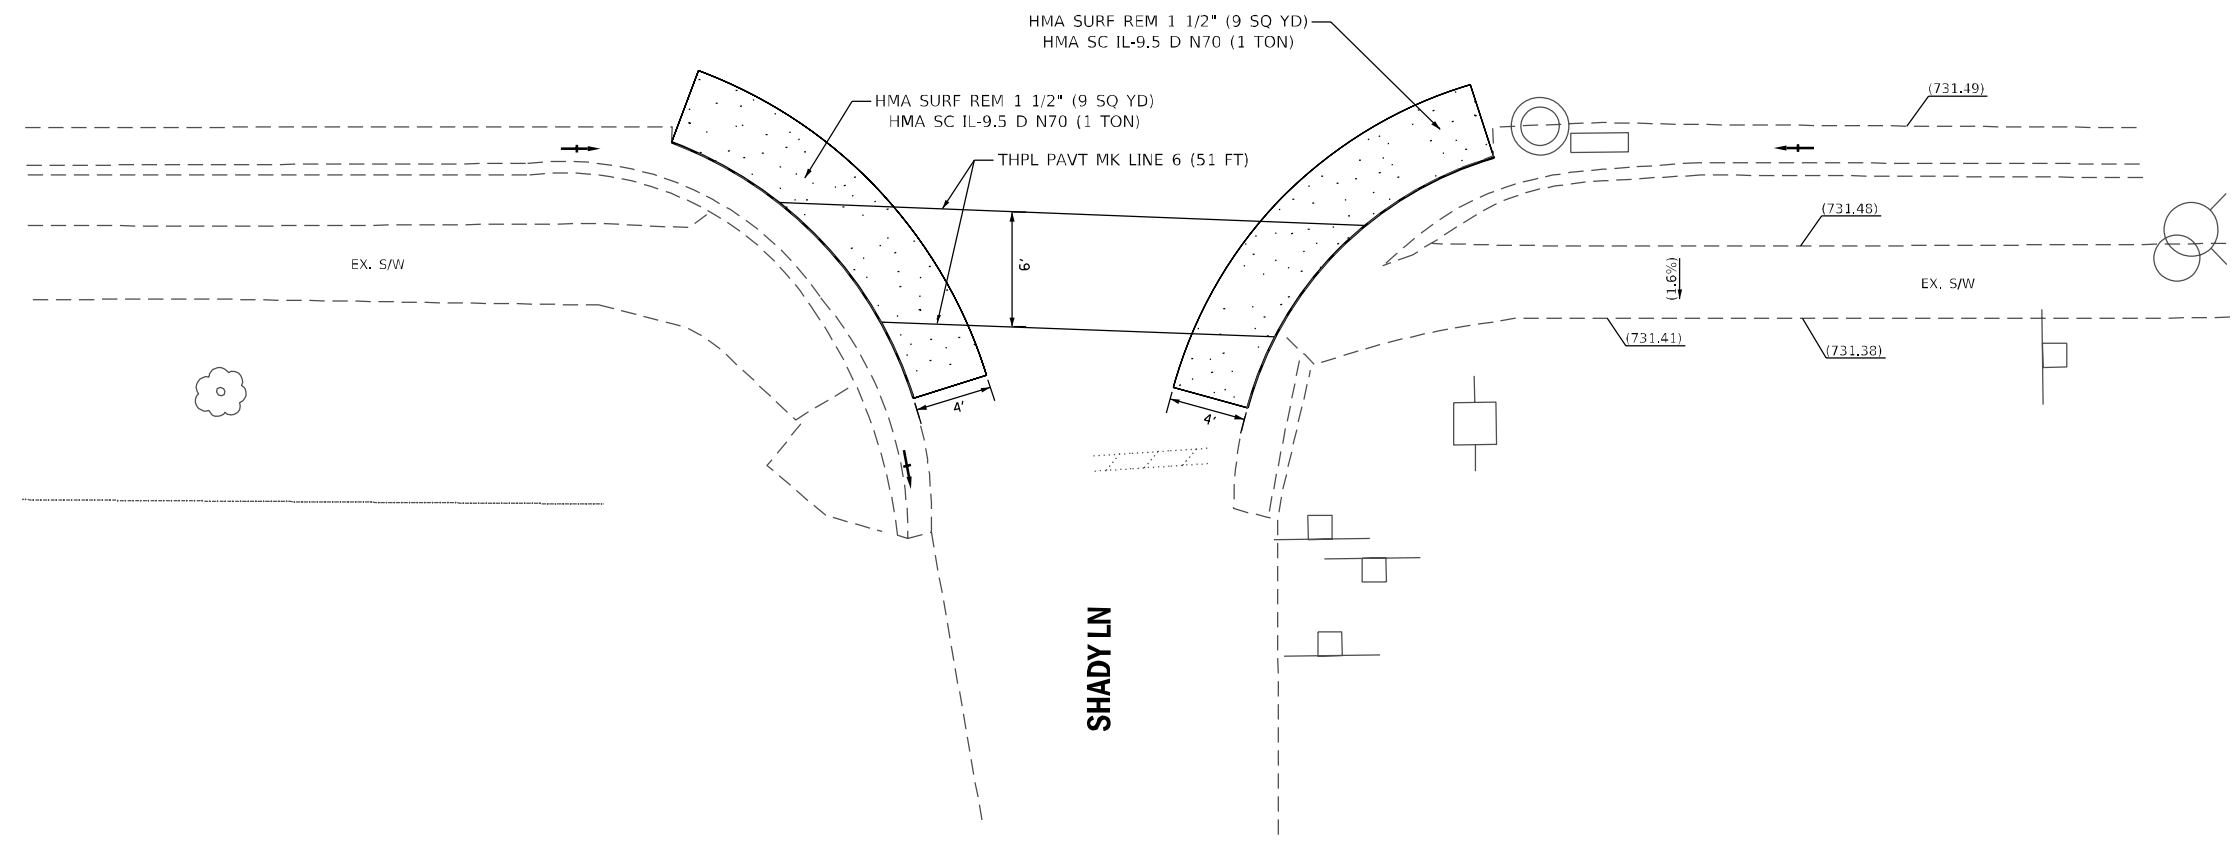 HMA SURF REM 1 1/2" (9 SQ YD)
HMA SC IL-9.5 D N70 (1 TON)
HMA SURF REM 1 1/2" (9 SQ YD)
HMA SC IL-9.5 D N70 (1 TON)
THPL PAVT MK LINE 6 (51 FT)
(731.49)
(731.48)
EX. S/W
6'
(1.6%)
EX. S/W
(731.41)
(731.38)
4'
4'
SHADY LN